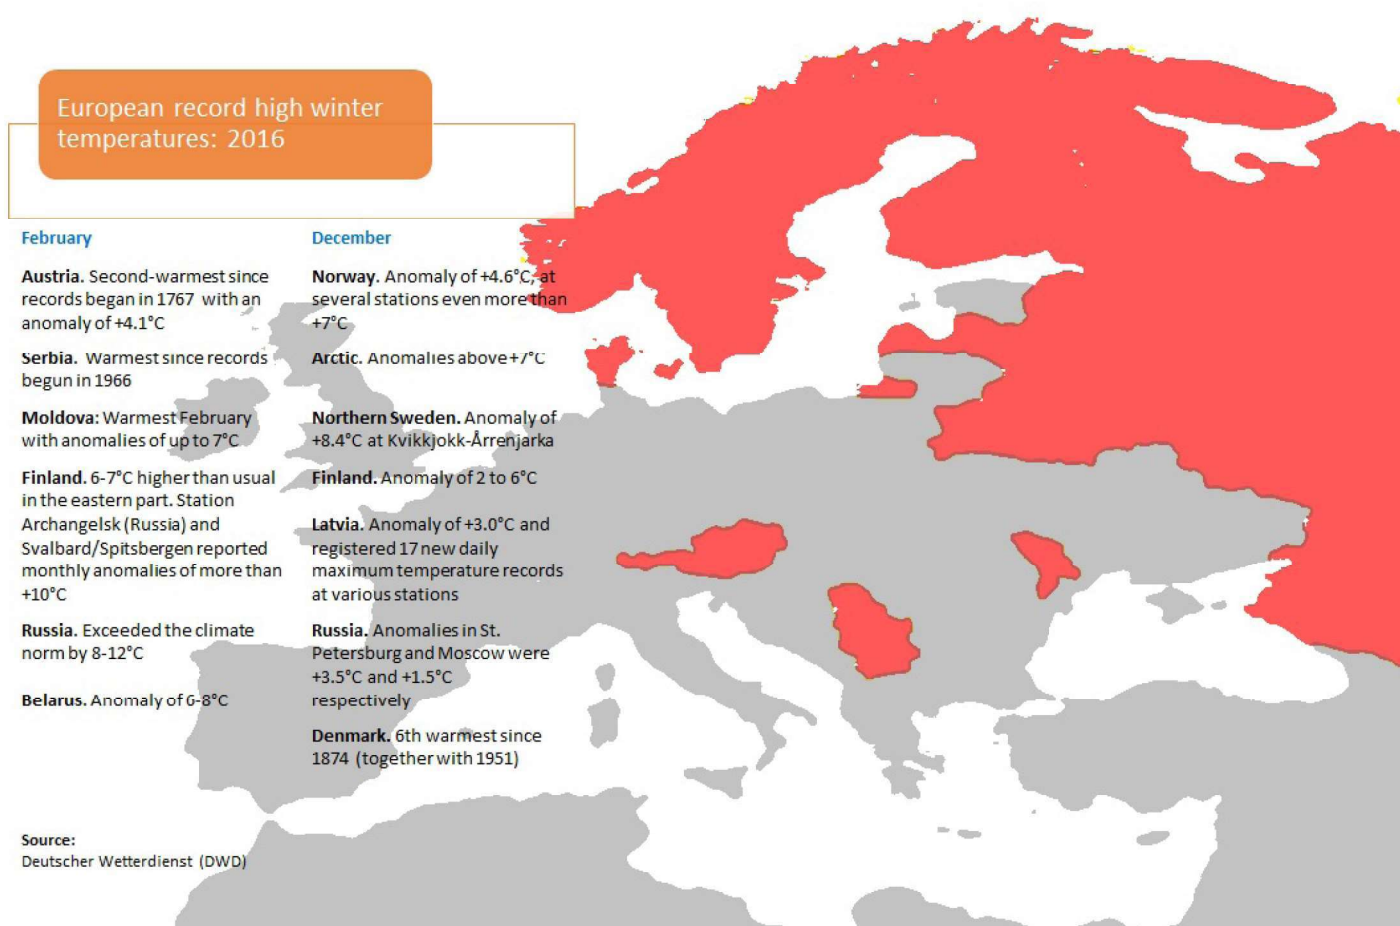 European record high winter
temperatures: 2016
February
Austria. Second-warmest since
records began in 1767 with an
anomaly of +4.1°C
Serbia. Warmest since records
begun in 1966
Moldova: Warmest February
with anomalies of up to 7°C
Finland. 6-7°C higher than usual
in the eastern part. Station
Archangelsk (Russia) and
Svalbard/Spitsbergen reported
monthly anomalies of more than
+10°C
Russia. Exceeded the climate
norm by 8-12°C
Belarus. Anomaly of 6-8°C
December
Norway. Anomaly of +4.6°C, at
several stations even more than
+7°C
Arctic. Anomalies above +7°C
Northern Sweden. Anomaly of
+8.4°C at Kvikkjokk-Årrenjarka
Finland. Anomaly of 2 to 6°C
Latvia. Anomaly of +3.0°C and
registered 17 new daily
maximum temperature records
at various stations
Russia. Anomalies in St.
Petersburg and Moscow were
+3.5°C and +1.5°C
respectively
Denmark. 6th warmest since
1874 (together with 1951)
Source:
Deutscher Wetterdienst (DWD)